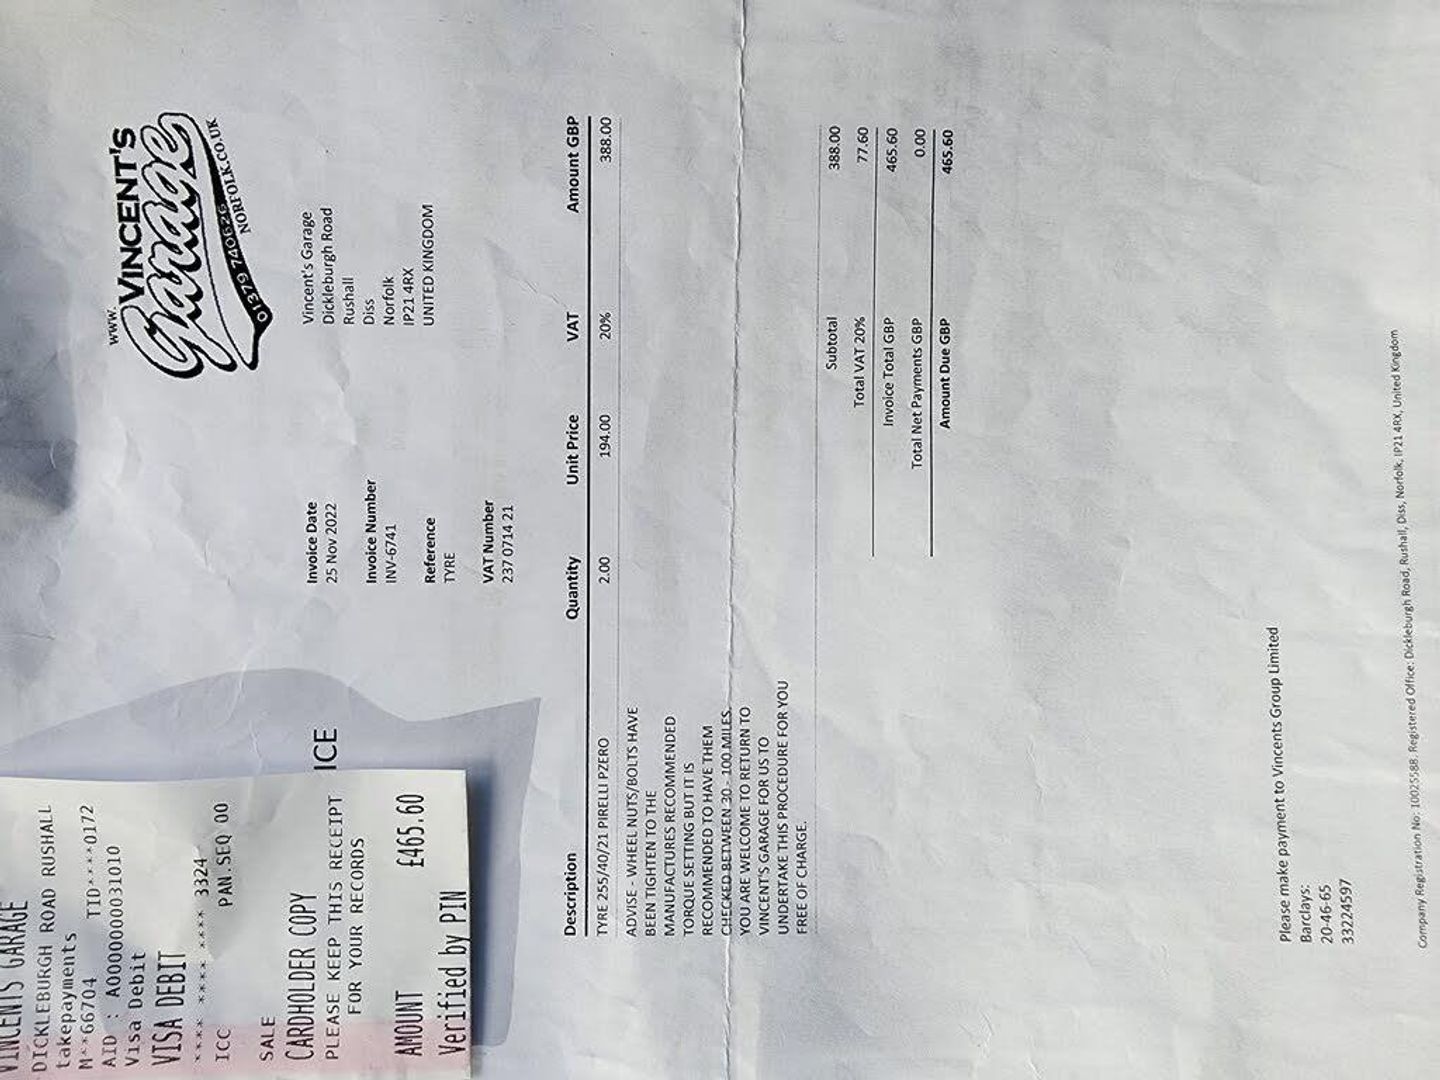 VINCENTS GARAGE
DICKLEBURGH ROAD RUSHALL
takepayments
M**66704 TID****0172
AID : A0000000031010
Visa Debit
VISA DEBIT
**** **** **** 3324
ICC PAN.SEQ 00
SALE
CARDHOLDER COPY
PLEASE KEEP THIS RECEIPT
FOR YOUR RECORDS
AMOUNT £465.60
Verified by PIN
ICE
www.
VINCENT'S
Garage
01379 740626
NORFOLK.CO.UK
Invoice Date
25 Nov 2022
Invoice Number
INV-6741
Reference
TYRE
VAT Number
237 0714 21
Vincent's Garage
Dickleburgh Road
Rushall
Diss
Norfolk
IP21 4RX
UNITED KINGDOM
Description Quantity Unit Price VAT Amount GBP
TYRE 255/40/21 PIRELLI PZERO 2.00 194.00 20% 388.00
ADVISE - WHEEL NUTS/BOLTS HAVE
BEEN TIGHTEN TO THE
MANUFACTURES RECOMMENDED
TORQUE SETTING BUT IT IS
RECOMMENDED TO HAVE THEM
CHECKED BETWEEN 30 - 100 MILES.
YOU ARE WELCOME TO RETURN TO
VINCENT'S GARAGE FOR US TO
UNDERTAKE THIS PROCEDURE FOR YOU
FREE OF CHARGE.
Subtotal 388.00
Total VAT 20% 77.60
Invoice Total GBP 465.60
Total Net Payments GBP 0.00
Amount Due GBP 465.60
Please make payment to Vincents Group Limited
Barclays:
20-46-65
33224597
Company Registration No: 10025588. Registered Office: Dickleburgh Road, Rushall, Diss, Norfolk, IP21 4RX, United Kingdom